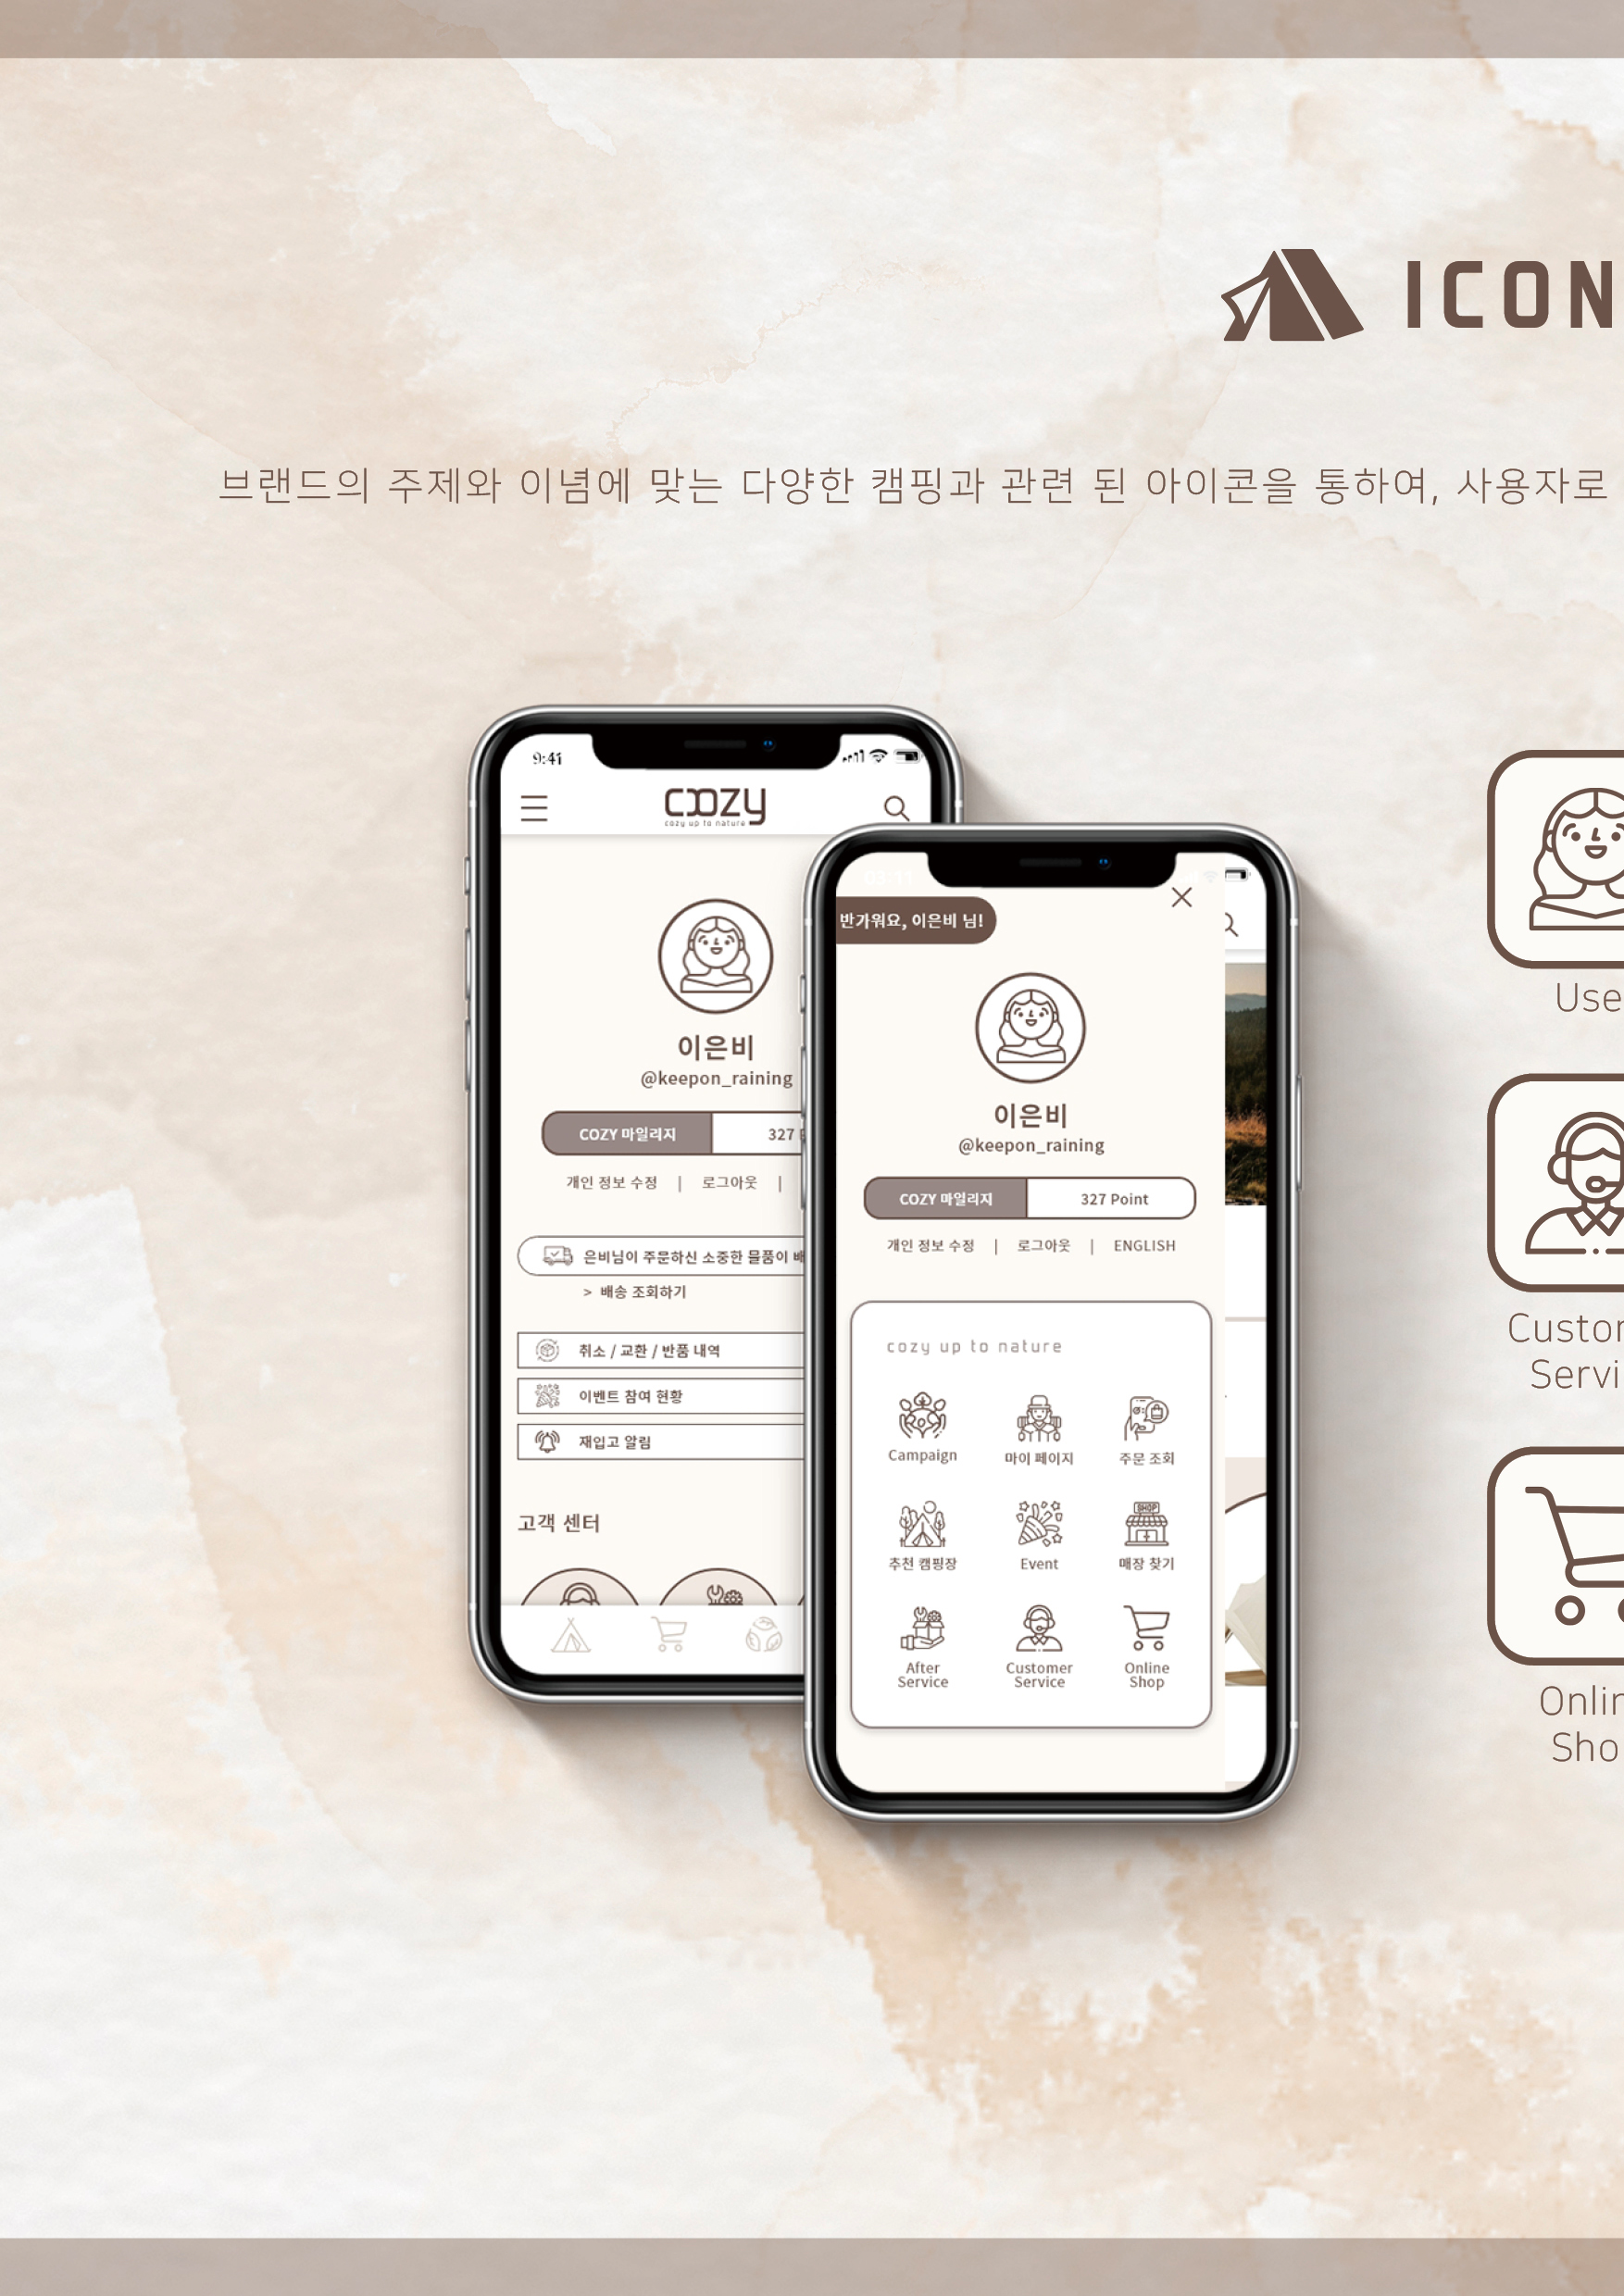 ICON
브랜드의 주제와 이념에 맞는 다양한 캠핑과 관련 된 아이콘을 통하여, 사용자로
9:41
cozy
cozy up to nature
이은비
@keepon_raining
COZY 마일리지 327
개인 정보 수정 | 로그아웃 |
은비님이 주문하신 소중한 물품이 배
> 배송 조회하기
취소 / 교환 / 반품 내역
이벤트 참여 현황
재입고 알림
고객 센터
반가워요, 이은비 님!
이은비
@keepon_raining
COZY 마일리지 327 Point
개인 정보 수정 | 로그아웃 | ENGLISH
cozy up to nature
Campaign 마이 페이지 주문 조회
SHOP
추천 캠핑장 Event 매장 찾기
After Customer Online
Service Service Shop
Use
Custom
Servi
Onlin
Sho